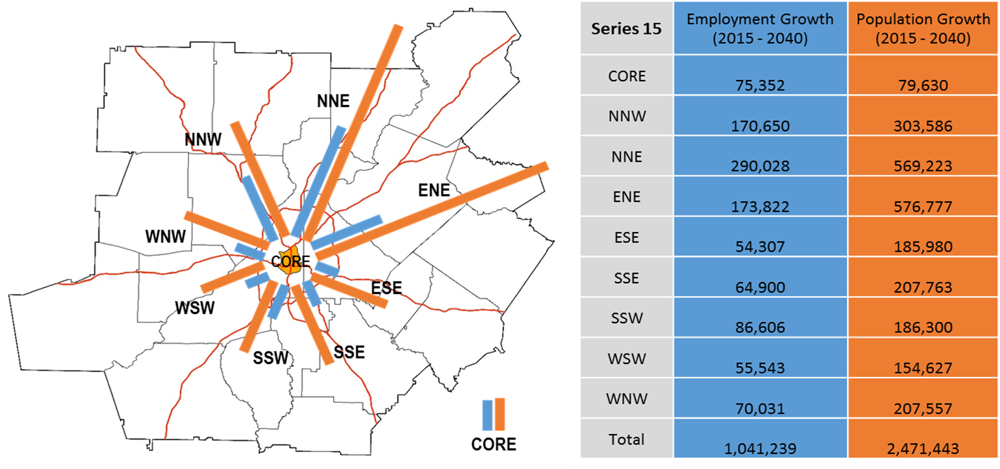 NNE
NNW
ENE
WNW
CORE
ESE
WSW
SSW
SSE
CORE
Series 15
Employment Growth
(2015 - 2040)
Population Growth
(2015 - 2040)
CORE 75,352 79,630
NNW 170,650 303,586
NNE 290,028 569,223
ENE 173,822 576,777
ESE 54,307 185,980
SSE 64,900 207,763
SSW 86,606 186,300
WSW 55,543 154,627
WNW 70,031 207,557
Total 1,041,239 2,471,443